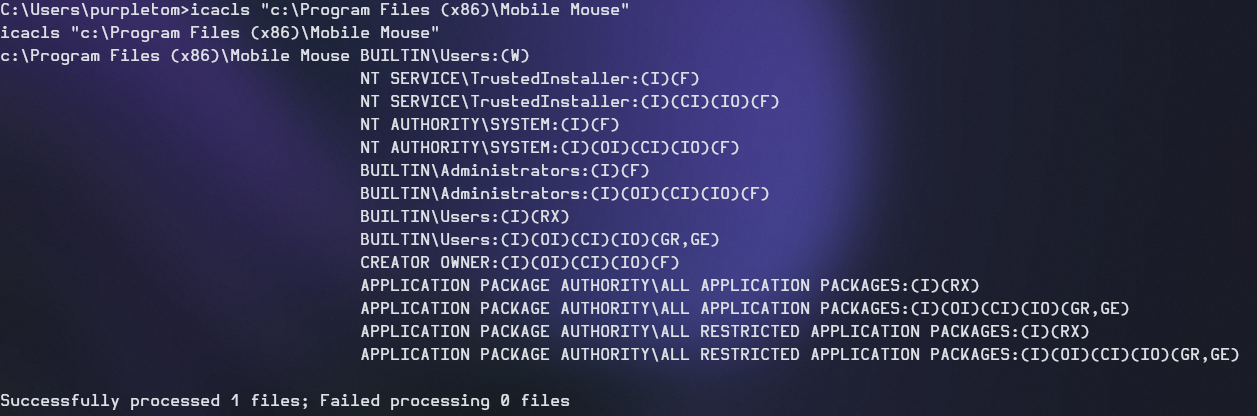 C:\Users\purpletom>icacls "c:\Program Files (x86)\Mobile Mouse"
icacls "c:\Program Files (x86)\Mobile Mouse"
c:\Program Files (x86)\Mobile Mouse BUILTIN\Users:(W)
NT SERVICE\TrustedInstaller:(I)(F)
NT SERVICE\TrustedInstaller:(I)(CI)(IO)(F)
NT AUTHORITY\SYSTEM:(I)(F)
NT AUTHORITY\SYSTEM:(I)(OI)(CI)(IO)(F)
BUILTIN\Administrators:(I)(F)
BUILTIN\Administrators:(I)(OI)(CI)(IO)(F)
BUILTIN\Users:(I)(RX)
BUILTIN\Users:(I)(OI)(CI)(IO)(GR,GE)
CREATOR OWNER:(I)(OI)(CI)(IO)(F)
APPLICATION PACKAGE AUTHORITY\ALL APPLICATION PACKAGES:(I)(RX)
APPLICATION PACKAGE AUTHORITY\ALL APPLICATION PACKAGES:(I)(OI)(CI)(IO)(GR,GE)
APPLICATION PACKAGE AUTHORITY\ALL RESTRICTED APPLICATION PACKAGES:(I)(RX)
APPLICATION PACKAGE AUTHORITY\ALL RESTRICTED APPLICATION PACKAGES:(I)(OI)(CI)(IO)(GR,GE)
Successfully processed 1 files; Failed processing 0 files